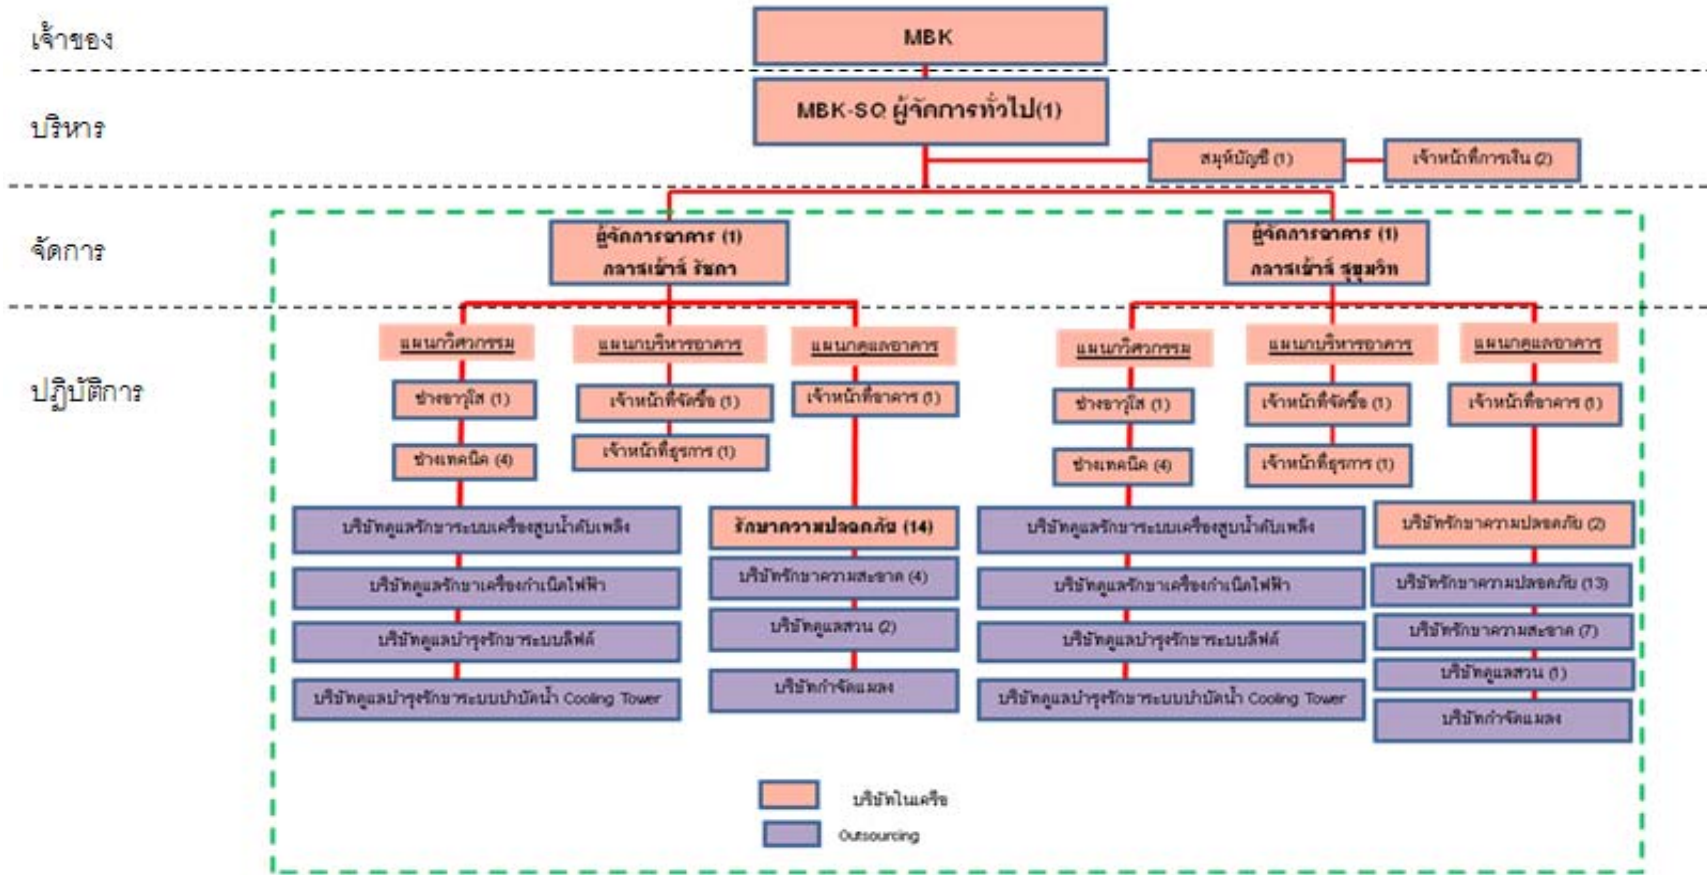 เจ้าของ
MBK
บริหาร
MBK-SQ ผู้จัดการทั่วไป(1)
สมุห์บัญชี (1)
เจ้าหน้าที่การเงิน (2)
จัดการ
ผู้จัดการอาคาร (1)
กลาสเฮ้าส์ รัชดา
ผู้จัดการอาคาร (1)
กลาสเฮ้าส์ สุขุมวิท
ปฏิบัติการ
แผนกวิศวกรรม
ช่างอาวุโส (1)
ช่างเทคนิค (4)
บริษัทดูแลรักษาระบบเครื่องสูบน้ำดับเพลิง
บริษัทดูแลรักษาเครื่องกำเนิดไฟฟ้า
บริษัทดูแลบำรุงรักษาระบบลิฟต์
บริษัทดูแลบำรุงรักษาระบบบำบัดน้ำ Cooling Tower
แผนกบริหารอาคาร
เจ้าหน้าที่จัดซื้อ (1)
เจ้าหน้าที่ธุรการ (1)
แผนกดูแลอาคาร
เจ้าหน้าที่อาคาร (1)
รักษาความปลอดภัย (14)
บริษัทรักษาความสะอาด (4)
บริษัทดูแลสวน (2)
บริษัทกำจัดแมลง
แผนกวิศวกรรม
ช่างอาวุโส (1)
ช่างเทคนิค (4)
บริษัทดูแลรักษาระบบเครื่องสูบน้ำดับเพลิง
บริษัทดูแลรักษาเครื่องกำเนิดไฟฟ้า
บริษัทดูแลบำรุงรักษาระบบลิฟต์
บริษัทดูแลบำรุงรักษาระบบบำบัดน้ำ Cooling Tower
แผนกบริหารอาคาร
เจ้าหน้าที่จัดซื้อ (1)
เจ้าหน้าที่ธุรการ (1)
แผนกดูแลอาคาร
เจ้าหน้าที่อาคาร (1)
บริษัทรักษาความปลอดภัย (2)
บริษัทรักษาความปลอดภัย (13)
บริษัทรักษาความสะอาด (7)
บริษัทดูแลสวน (1)
บริษัทกำจัดแมลง
บริษัทในเครือ
Outsourcing